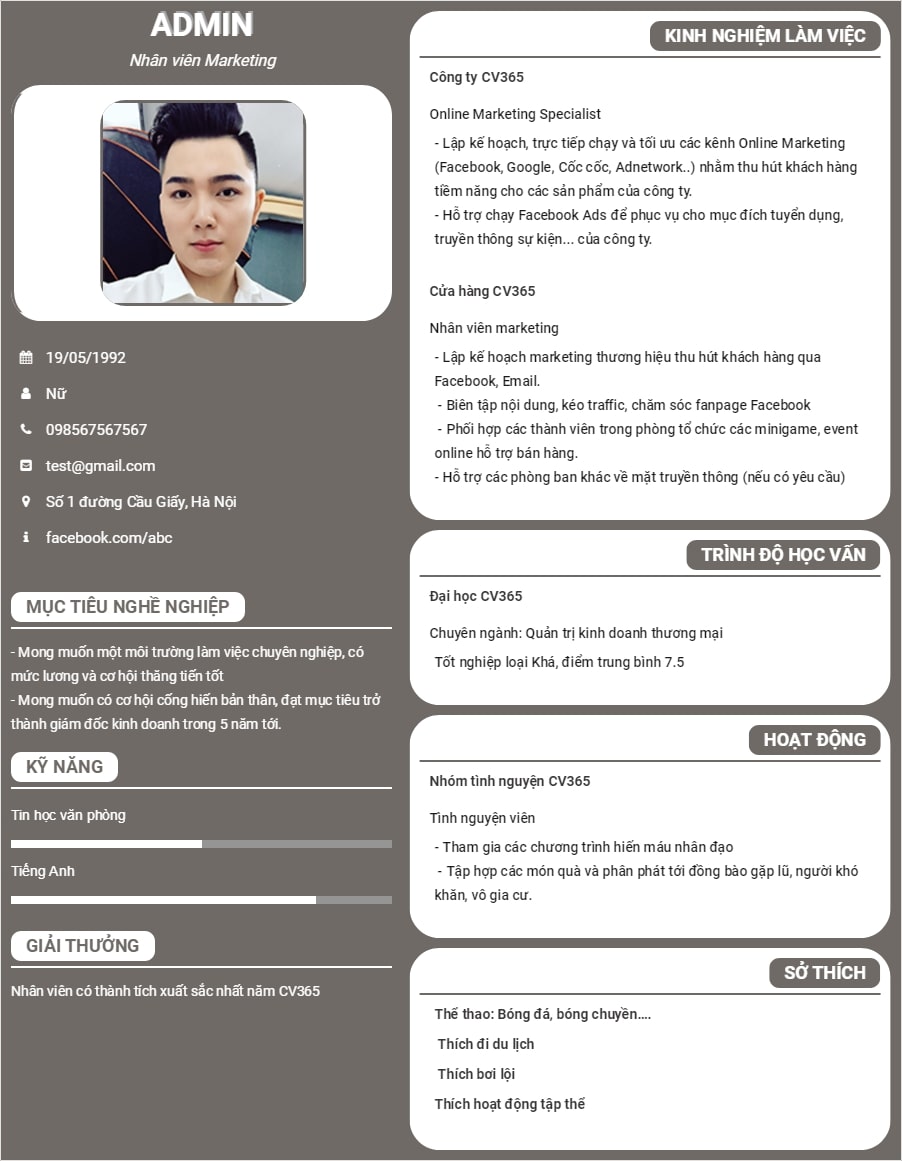 ADMIN
Nhân viên Marketing
19/05/1992
Nữ
098567567567
test@gmail.com
Số 1 đường Cầu Giấy, Hà Nội
facebook.com/abc
MỤC TIÊU NGHỀ NGHIỆP
- Mong muốn một môi trường làm việc chuyên nghiệp, có
mức lương và cơ hội thăng tiến tốt
- Mong muốn có cơ hội cống hiến bản thân, đạt mục tiêu trở
thành giám đốc kinh doanh trong 5 năm tới.
KỸ NĂNG
Tin học văn phòng
Tiếng Anh
GIẢI THƯỞNG
Nhân viên có thành tích xuất sắc nhất năm CV365
KINH NGHIỆM LÀM VIỆC
Công ty CV365
Online Marketing Specialist
- Lập kế hoạch, trực tiếp chạy và tối ưu các kênh Online Marketing
(Facebook, Google, Cốc cốc, Adnetwork..) nhằm thu hút khách hàng
tiềm năng cho các sản phẩm của công ty.
- Hỗ trợ chạy Facebook Ads để phục vụ cho mục đích tuyển dụng,
truyền thông sự kiện... của công ty.
Cửa hàng CV365
Nhân viên marketing
- Lập kế hoạch marketing thương hiệu thu hút khách hàng qua
Facebook, Email.
- Biên tập nội dung, kéo traffic, chăm sóc fanpage Facebook
- Phối hợp các thành viên trong phòng tổ chức các minigame, event
online hỗ trợ bán hàng.
- Hỗ trợ các phòng ban khác về mặt truyền thông (nếu có yêu cầu)
TRÌNH ĐỘ HỌC VẤN
Đại học CV365
Chuyên ngành: Quản trị kinh doanh thương mại
Tốt nghiệp loại Khá, điểm trung bình 7.5
HOẠT ĐỘNG
Nhóm tình nguyện CV365
Tình nguyện viên
- Tham gia các chương trình hiến máu nhân đạo
- Tập hợp các món quà và phân phát tới đồng bào gặp lũ, người khó
khăn, vô gia cư.
SỞ THÍCH
Thể thao: Bóng đá, bóng chuyền....
Thích đi du lịch
Thích bơi lội
Thích hoạt động tập thể